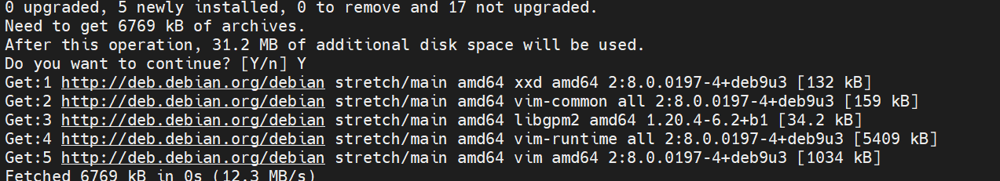 0 upgraded, 5 newly installed, 0 to remove and 17 not upgraded.
Need to get 6769 kB of archives.
After this operation, 31.2 MB of additional disk space will be used.
Do you want to continue? [Y/n] Y
Get:1 http://deb.debian.org/debian stretch/main amd64 xxd amd64 2:8.0.0197-4+deb9u3 [132 kB]
Get:2 http://deb.debian.org/debian stretch/main amd64 vim-common all 2:8.0.0197-4+deb9u3 [159 kB]
Get:3 http://deb.debian.org/debian stretch/main amd64 libgpm2 amd64 1.20.4-6.2+b1 [34.2 kB]
Get:4 http://deb.debian.org/debian stretch/main amd64 vim-runtime all 2:8.0.0197-4+deb9u3 [5409 kB]
Get:5 http://deb.debian.org/debian stretch/main amd64 vim amd64 2:8.0.0197-4+deb9u3 [1034 kB]
Fetched 6769 kB in 0s (12.3 MB/s)